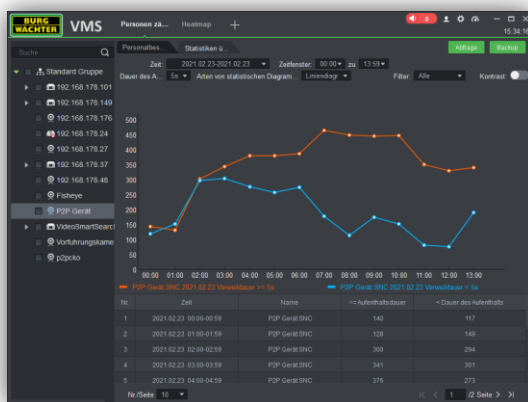 BURG
WÄCHTER
VMS
Personen zä...
Heatmap
+
0
15:34:16
Suche
Standard Gruppe
192.168.178.101
192.168.178.149
192.168.178.176
192.168.178.24
192.168.178.27
192.168.178.37
192.168.178.48
Fisheye
P2P Gerät
VideoSmartSearch
Vorführungskame
p2pcko
Personalbes...
Statistiken ü...
Abfrage
Backup
Zeit: 2021.02.23-2021.02.23 Zeitfenster: 00:00 zu 13:59
Dauer des A... 5s Arten von statistischen Diagram... Liniendiagr Filter: Alle Kontrast:
500
450
400
350
300
250
200
150
100
50
0
00:00 01:00 02:00 03:00 04:00 05:00 06:00 07:00 08:00 09:00 10:00 11:00 12:00 13:00
P2P Gerät SNC 2021.02.23 Verweildauer >= 5s
P2P Gerät SNC 2021.02.23 Verweildauer < 5s
Nr. Zeit Name >= Aufenthaltsdauer < Dauer des Aufenthalts
1 2021.02.23 00:00-00:59 P2P Gerät:SNC 140 117
2 2021.02.23 01:00-01:59 P2P Gerät:SNC 128 149
3 2021.02.23 02:00-02:59 P2P Gerät:SNC 300 294
4 2021.02.23 03:00-03:59 P2P Gerät:SNC 341 301
5 2021.02.23 04:00-04:59 P2P Gerät:SNC 375 273
Nr./Seite 10
1 /2 Seite